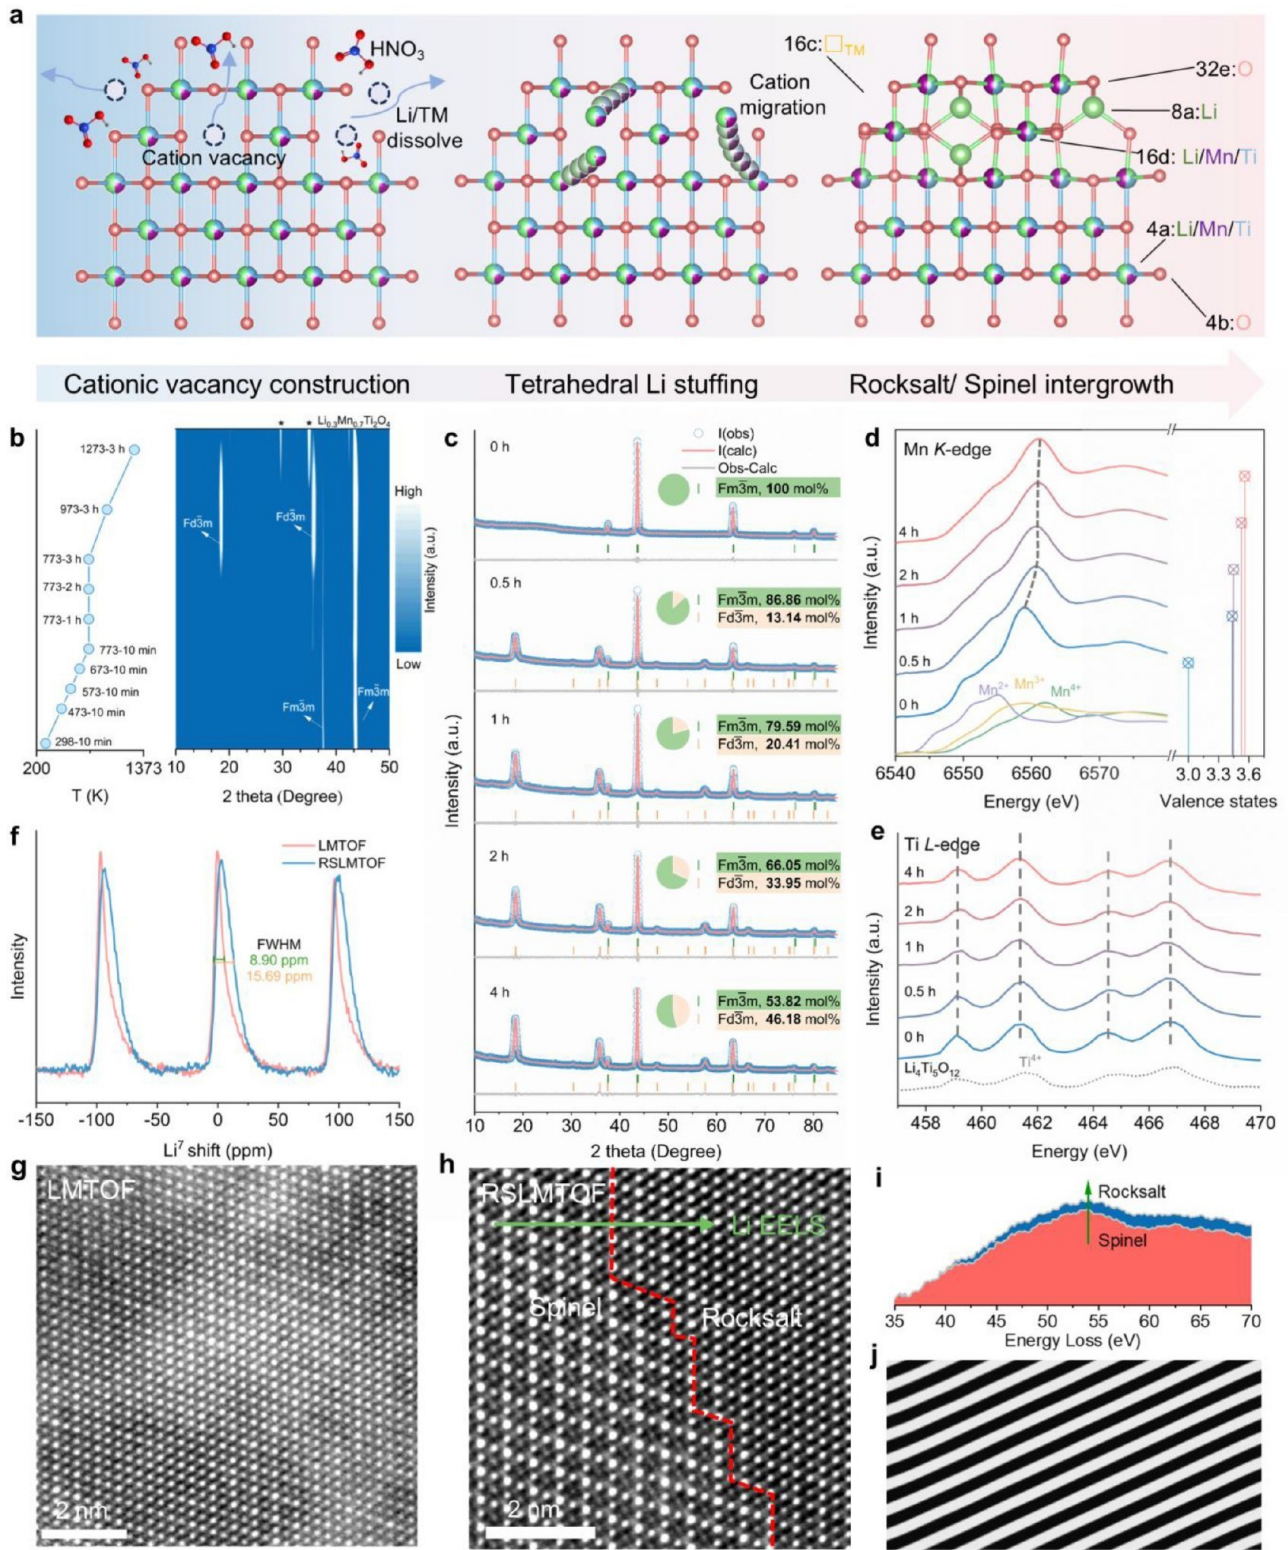 a
HNO3
Li/TM
dissolve
Cation vacancy
Cation
migration
16c:□TM
32e:O
8a:Li
16d: Li/Mn/Ti
4a:Li/Mn/Ti
4b:O
Cationic vacancy construction
Tetrahedral Li stuffing
Rocksalt/ Spinel intergrowth
b
1273-3 h
973-3 h
773-3 h
773-2 h
773-1 h
773-10 min
673-10 min
573-10 min
473-10 min
298-10 min
200
1373
T (K)
* * Li0.3Mn0.7Ti2O4
Fd3̅m
Fd3̅m
Fm3̅m
Fm3̅m
10 20 30 40 50
2 theta (Degree)
High
Low
Intensity (a.u.)
c
I(obs)
I(calc)
Obs-Calc
0 h
Fm3̅m, 100 mol%
0.5 h
Fm3̅m, 86.86 mol%
Fd3̅m, 13.14 mol%
1 h
Fm3̅m, 79.59 mol%
Fd3̅m, 20.41 mol%
2 h
Fm3̅m, 66.05 mol%
Fd3̅m, 33.95 mol%
4 h
Fm3̅m, 53.82 mol%
Fd3̅m, 46.18 mol%
Intensity (a.u.)
10 20 30 40 50 60 70 80
2 theta (Degree)
d
Mn K-edge
4 h
2 h
1 h
0.5 h
0 h
Mn2+
Mn3+
Mn4+
Intensity (a.u.)
6540 6550 6560 6570
3.0 3.3 3.6
Energy (eV)
Valence states
e
Ti L-edge
4 h
2 h
1 h
0.5 h
0 h
Li4Ti5O12
Ti4+
Intensity (a.u.)
458 460 462 464 466 468 470
Energy (eV)
f
LMTOF
RSLMTOF
FWHM
8.90 ppm
15.69 ppm
Intensity
-150 -100 -50 0 50 100 150
Li7 shift (ppm)
g
LMTOF
2 nm
h
RSLMTOF
Li EELS
Spinel
Rocksalt
2 nm
i
Rocksalt
Spinel
35 40 45 50 55 60 65 70
Energy Loss (eV)
j